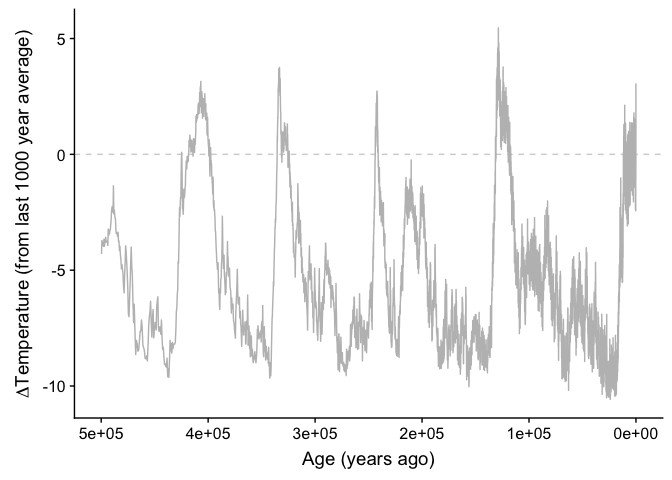 ΔTemperature (from last 1000 year average)
5
0
-5
-10
5e+05 4e+05 3e+05 2e+05 1e+05 0e+00
Age (years ago)